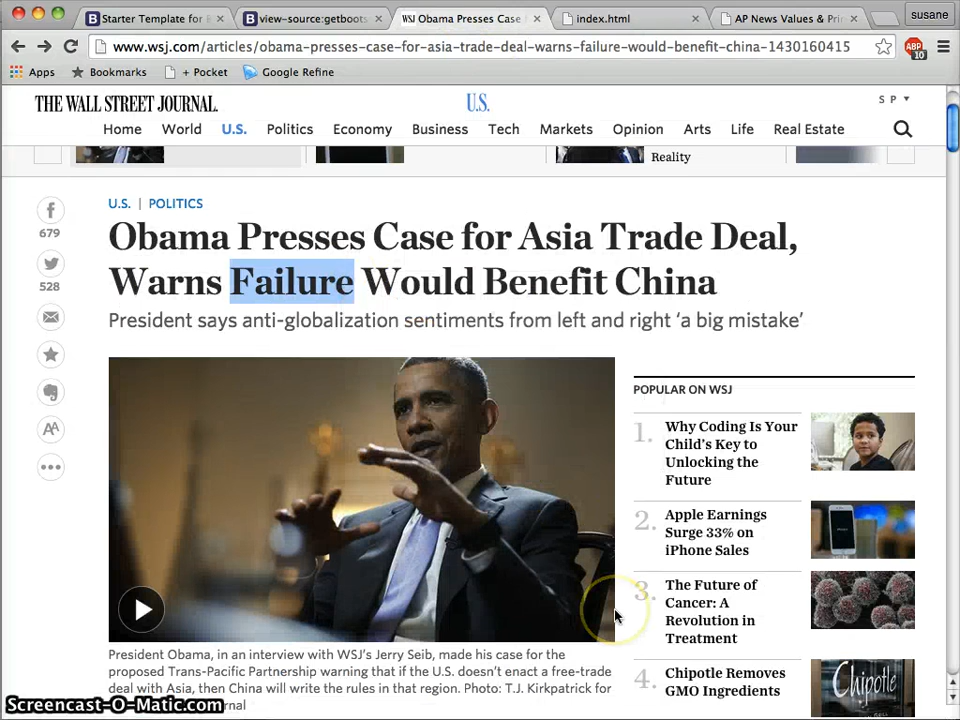 Starter Template for
view-source:getboots
WSJ Obama Presses Case
index.html
AP News Values & Prin
susane
www.wsj.com/articles/obama-presses-case-for-asia-trade-deal-warns-failure-would-benefit-china-1430160415
ABP
10
Apps
Bookmarks
+ Pocket
Google Refine
THE WALL STREET JOURNAL.
U.S.
S P
Home World U.S. Politics Economy Business Tech Markets Opinion Arts Life Real Estate
Reality
U.S. | POLITICS
679
528
AA
Obama Presses Case for Asia Trade Deal,
Warns Failure Would Benefit China
President says anti-globalization sentiments from left and right ‘a big mistake’
President Obama, in an interview with WSJ’s Jerry Seib, made his case for the
proposed Trans-Pacific Partnership warning that if the U.S. doesn’t enact a free-trade
deal with Asia, then China will write the rules in that region. Photo: T.J. Kirkpatrick for
POPULAR ON WSJ
1. Why Coding Is Your
Child’s Key to
Unlocking the
Future
2. Apple Earnings
Surge 33% on
iPhone Sales
3. The Future of
Cancer: A
Revolution in
Treatment
4. Chipotle Removes
GMO Ingredients
Chipotle
Screencast-O-Matic.com